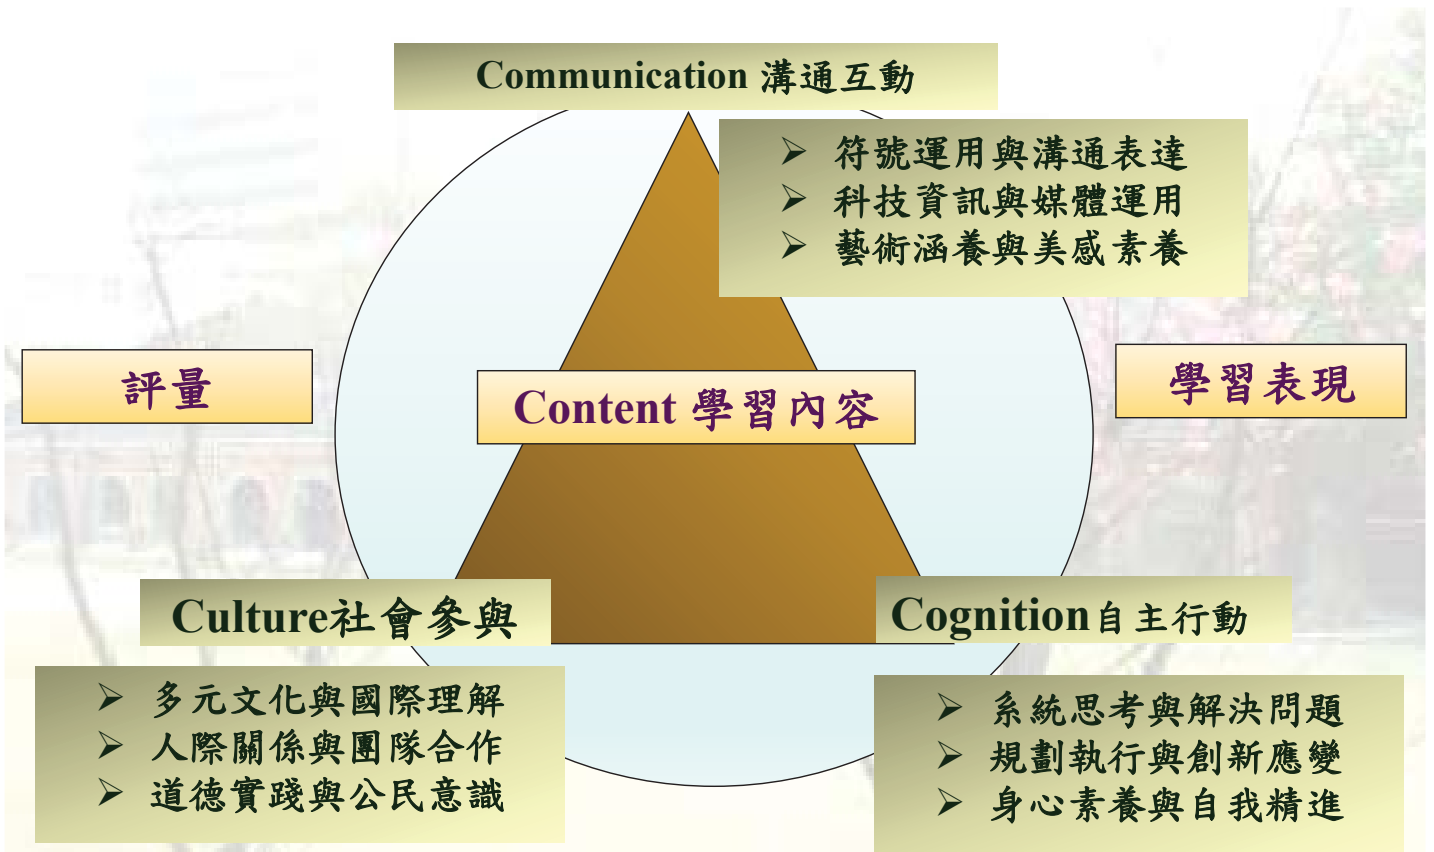 Communication 溝通互動
➢ 符號運用與溝通表達
➢ 科技資訊與媒體運用
➢ 藝術涵養與美感素養
評量
Content 學習內容
學習表現
Culture社會參與
➢ 多元文化與國際理解
➢ 人際關係與團隊合作
➢ 道德實踐與公民意識
Cognition自主行動
➢ 系統思考與解決問題
➢ 規劃執行與創新應變
➢ 身心素養與自我精進